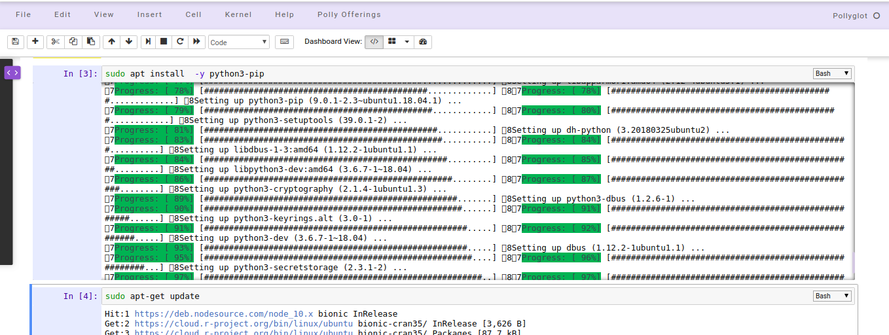 File Edit View Insert Cell Kernel Help Polly Offerings Polyglot
Code Dashboard View:
In [3]: sudo apt install -y python3-pip Bash
7Progress: [ 78%] [##########################################............] 87Progress: [ 78%] [##########################################
#............] 8Setting up python3-pip (9.0.1-2.3~ubuntu1.18.04.1) ...
7Progress: [ 79%] [##########################################............] 87Progress: [ 80%] [##########################################
#...........] 8Setting up python3-setuptools (39.0.1-2) ...
7Progress: [ 81%] [############################################..........] 8Setting up dh-python (3.20180325ubuntu2) ...
7Progress: [ 83%] [############################################..........] 87Progress: [ 84%] [############################################
#.........] 8Setting up libdbus-1-3:amd64 (1.12.2-1ubuntu1.1) ...
7Progress: [ 84%] [#############################################.........] 87Progress: [ 85%] [############################################
##........] 8Setting up libpython3-dev:amd64 (3.6.7-1~18.04) ...
7Progress: [ 86%] [##############################################........] 87Progress: [ 87%] [############################################
###.......] 8Setting up python3-cryptography (2.1.4-1ubuntu1.3) ...
7Progress: [ 89%] [################################################......] 8Setting up python3-dbus (1.2.6-1) ...
7Progress: [ 90%] [################################################......] 87Progress: [ 91%] [############################################
#####.....] 8Setting up python3-keyrings.alt (3.0-1) ...
7Progress: [ 91%] [#################################################.....] 87Progress: [ 92%] [############################################
#####.....] 8Setting up python3-dev (3.6.7-1~18.04) ...
7Progress: [ 93%] [#################################################.....] 8Setting up dbus (1.12.2-1ubuntu1.1) ...
7Progress: [ 95%] [##################################################....] 87Progress: [ 96%] [############################################
########...] 8Setting up python3-secretstorage (2.3.1-2) ...
7Progress: [ 97%] [####################################################..] 87Progress: [ 97%] [############################################
In [4]: sudo apt-get update Bash
Hit:1 https://deb.nodesource.com/node_10.x bionic InRelease
Get:2 https://cloud.r-project.org/bin/linux/ubuntu bionic-cran35/ InRelease [3,626 B]
Get:3 https://cloud.r-project.org/bin/linux/ubuntu bionic-cran35/ Packages [87.7 kB]